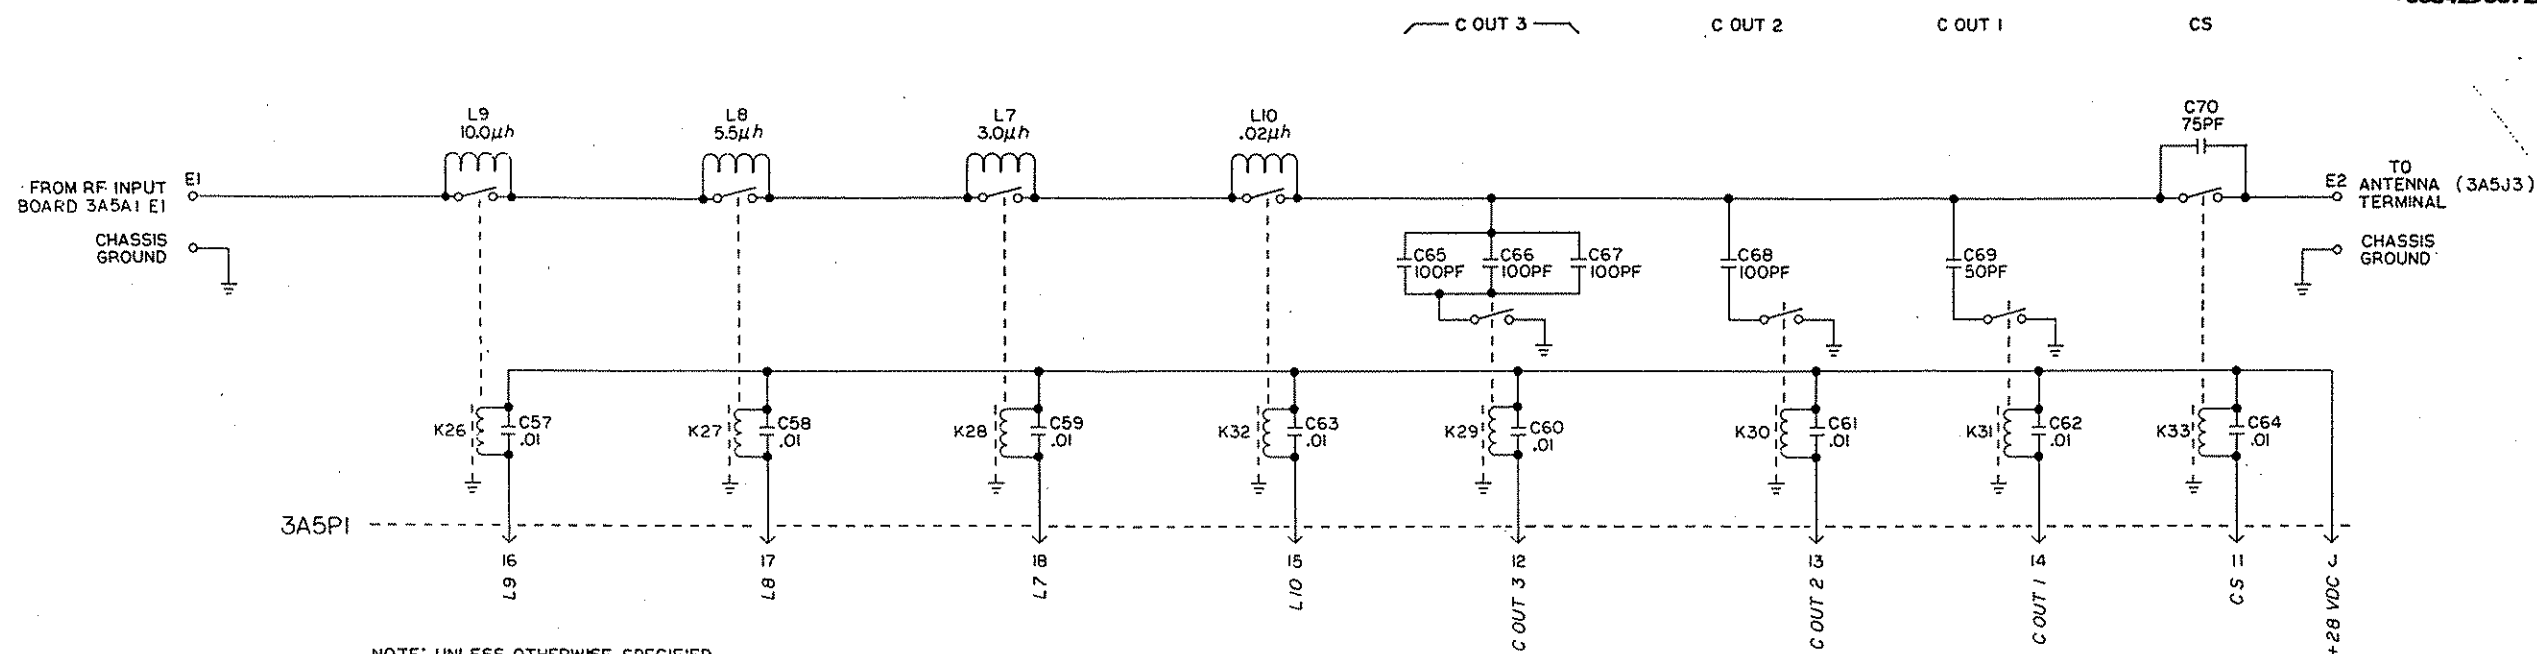 C OUT 3
C OUT 2
C OUT 1
CS
L9
10.0μh
L8
5.5μh
L7
3.0μh
L10
.02μh
C70
75PF
FROM RF INPUT
BOARD 3A5A1 E1
E1
E2
TO
ANTENNA (3A5J3)
TERMINAL
CHASSIS
GROUND
C65
100PF
C66
100PF
C67
100PF
C68
100PF
C69
50PF
CHASSIS
GROUND
K26
C57
.01
K27
C58
.01
K28
C59
.01
K32
C63
.01
K29
C60
.01
K30
C61
.01
K31
C62
.01
K33
C64
.01
3A5P1
16
L9
17
L8
18
L7
15
L10
12
C OUT 3
13
C OUT 2
14
C OUT 1
11
CS
J
+28 VDC
NOTE: UNLESS OTHERWISE SPECIFIED